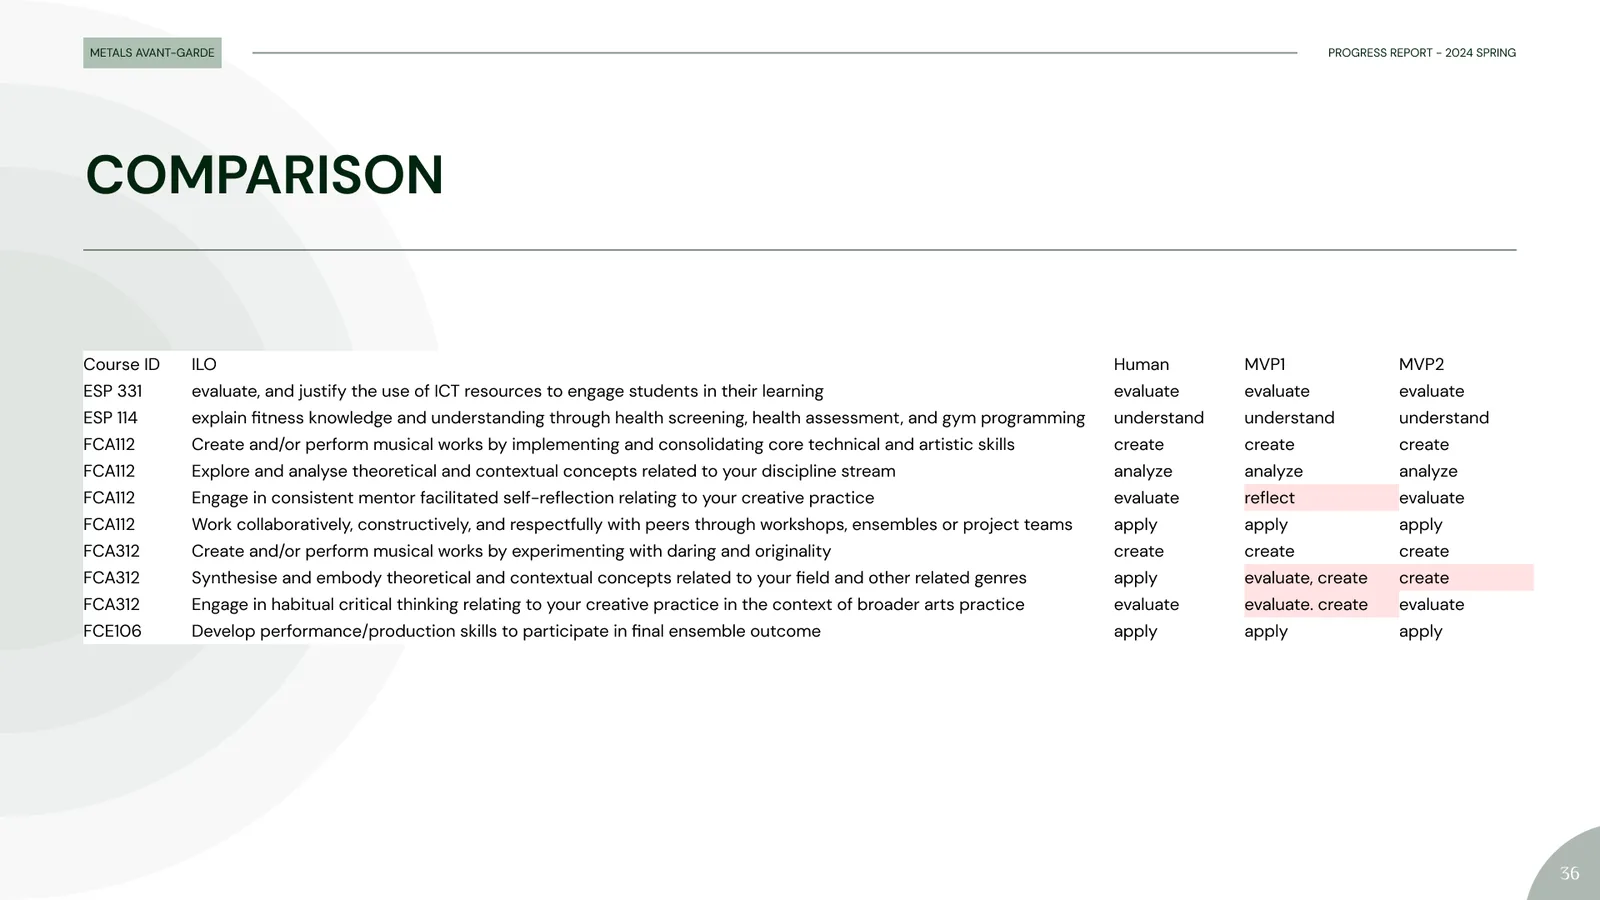 METALS AVANT-GARDE
PROGRESS REPORT - 2024 SPRING
COMPARISON
Course ID ILO Human MVP1 MVP2
ESP 331 evaluate, and justify the use of ICT resources to engage students in their learning evaluate evaluate evaluate
ESP 114 explain fitness knowledge and understanding through health screening, health assessment, and gym programming understand understand understand
FCA112 Create and/or perform musical works by implementing and consolidating core technical and artistic skills create create create
FCA112 Explore and analyse theoretical and contextual concepts related to your discipline stream analyze analyze analyze
FCA112 Engage in consistent mentor facilitated self-reflection relating to your creative practice evaluate reflect evaluate
FCA112 Work collaboratively, constructively, and respectfully with peers through workshops, ensembles or project teams apply apply apply
FCA312 Create and/or perform musical works by experimenting with daring and originality create create create
FCA312 Synthesise and embody theoretical and contextual concepts related to your field and other related genres apply evaluate, create create
FCA312 Engage in habitual critical thinking relating to your creative practice in the context of broader arts practice evaluate evaluate. create evaluate
FCE106 Develop performance/production skills to participate in final ensemble outcome apply apply apply
36